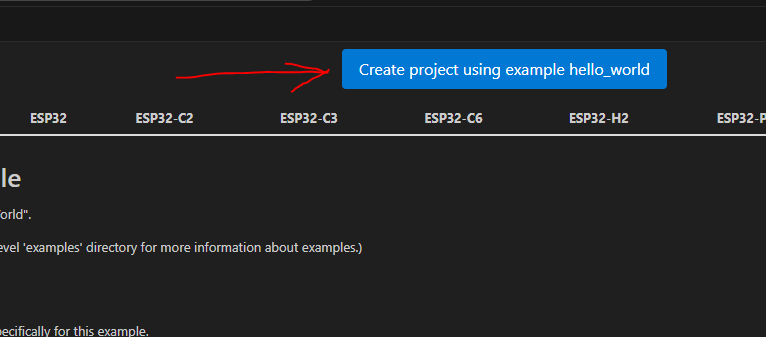 Create project using example hello_world
ESP32 ESP32-C2 ESP32-C3 ESP32-C6 ESP32-H2 ESP32-P
le
orld".
evel 'examples' directory for more information about examples.)
pecifically for this example.